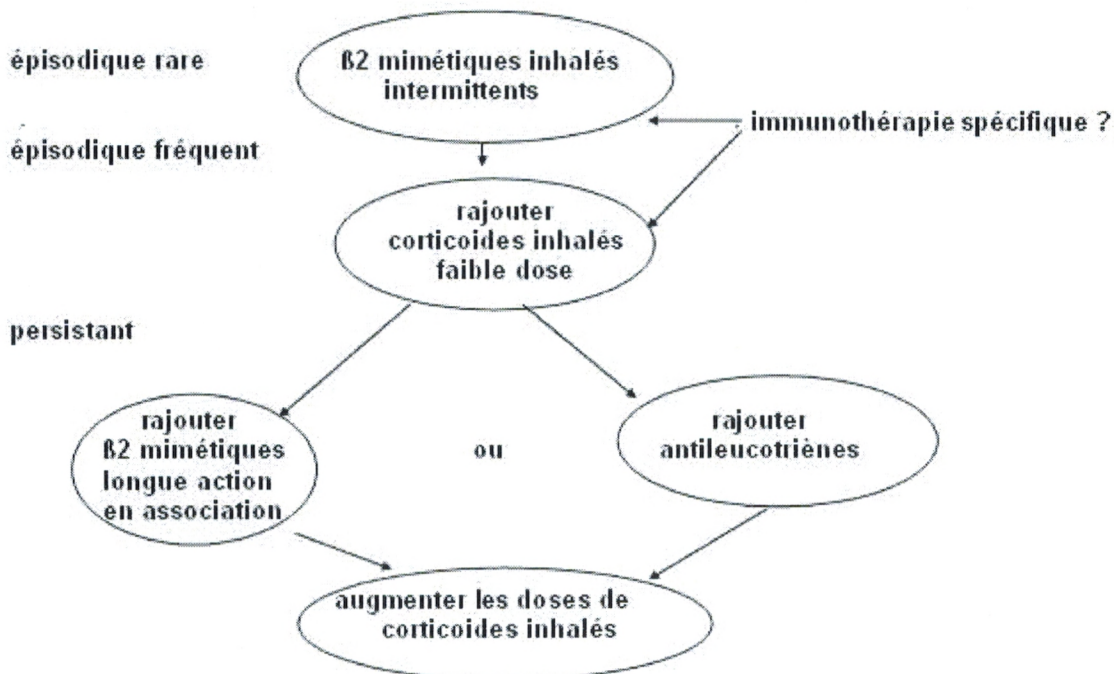 épisodique rare
ß2 mimétiques inhalés
intermittents
immunothérapie spécifique ?
épisodique fréquent
rajouter
corticoides inhalés
faible dose
persistant
rajouter
ß2 mimétiques
longue action
en association
ou
rajouter
antileucotriènes
augmenter les doses de
corticoides inhalés